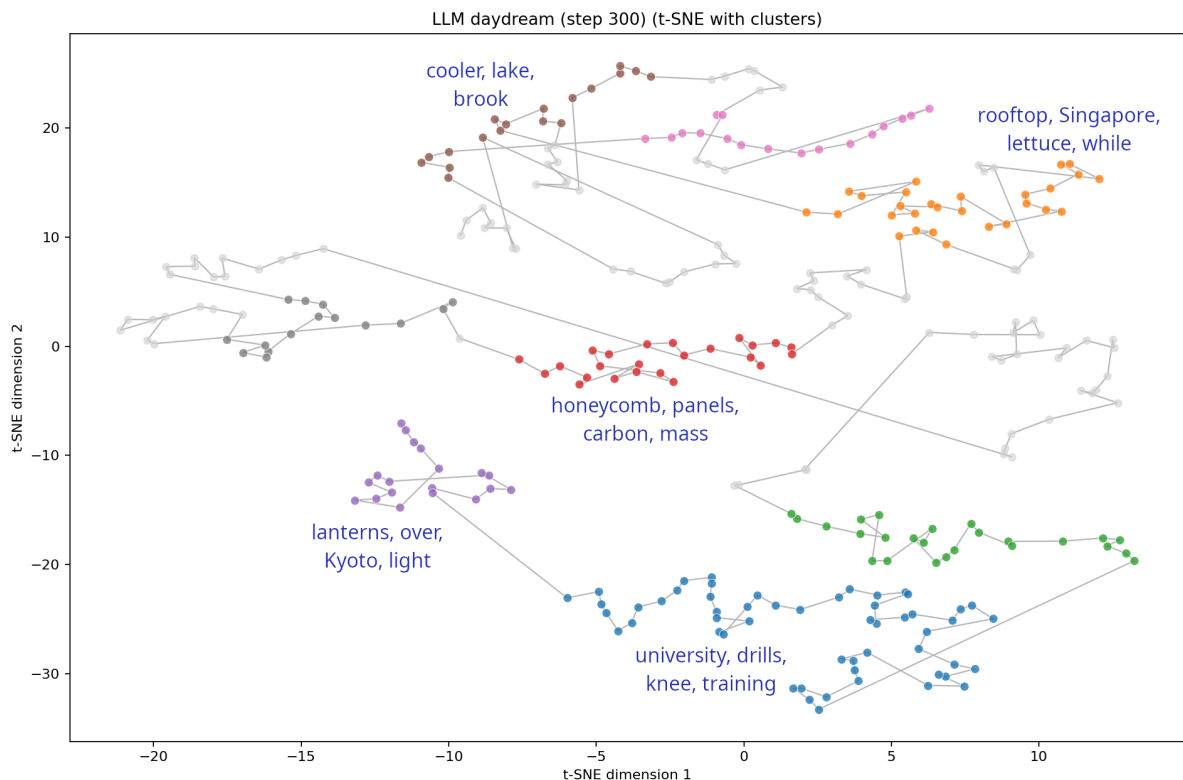 LLM daydream (step 300) (t-SNE with clusters)
cooler, lake,
brook
rooftop, Singapore,
lettuce, while
honeycomb, panels,
carbon, mass
lanterns, over,
Kyoto, light
university, drills,
knee, training
t-SNE dimension 2
20
10
0
−10
−20
−30
−20
−15
−10
−5
0
5
10
t-SNE dimension 1